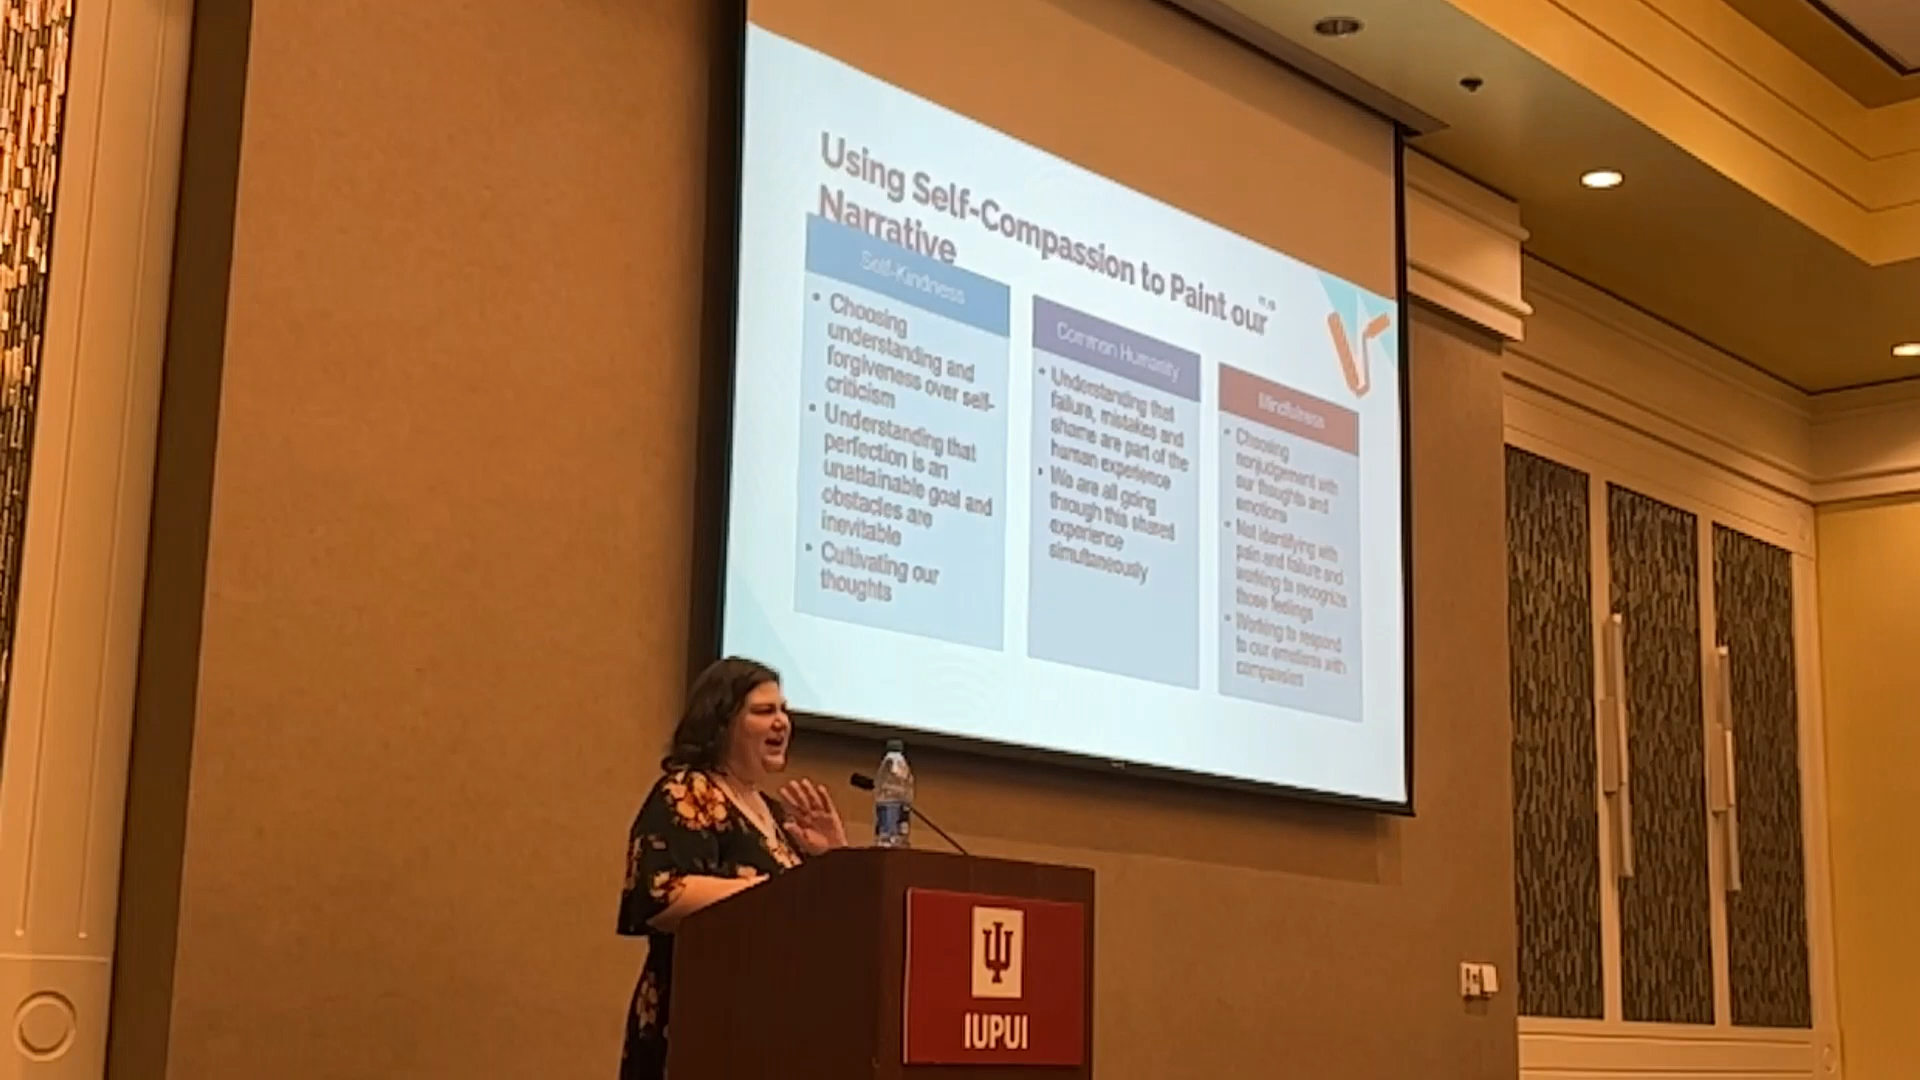 Using Self-Compassion to Paint our
Narrative
Self-Kindness
• Choosing
understanding and
forgiveness over self-
criticism
• Understanding that
perfection is an
unattainable goal and
obstacles are
inevitable
• Cultivating our
thoughts
Common Humanity
• Understanding that
failure, mistakes and
shame are part of the
human experience
• We are all going
through this shared
experience
simultaneously
Mindfulness
• Choosing
nonjudgement with
our thoughts and
emotions
• Not identifying with
pain and failure and
working to recognize
those feelings
• Working to respond
to our emotions with
compassion
IUPUI